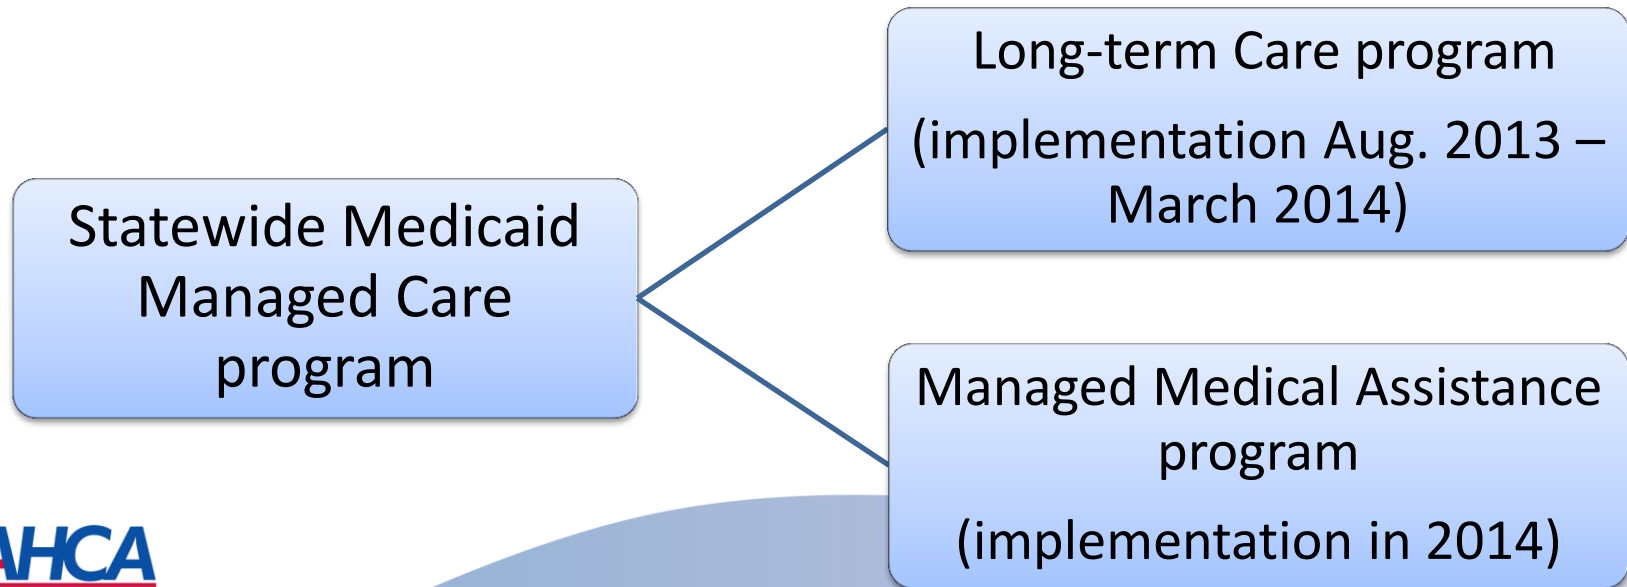 Long-term Care program
(implementation Aug. 2013 –
March 2014)
Statewide Medicaid
Managed Care
program
Managed Medical Assistance
program
(implementation in 2014)
AHCA